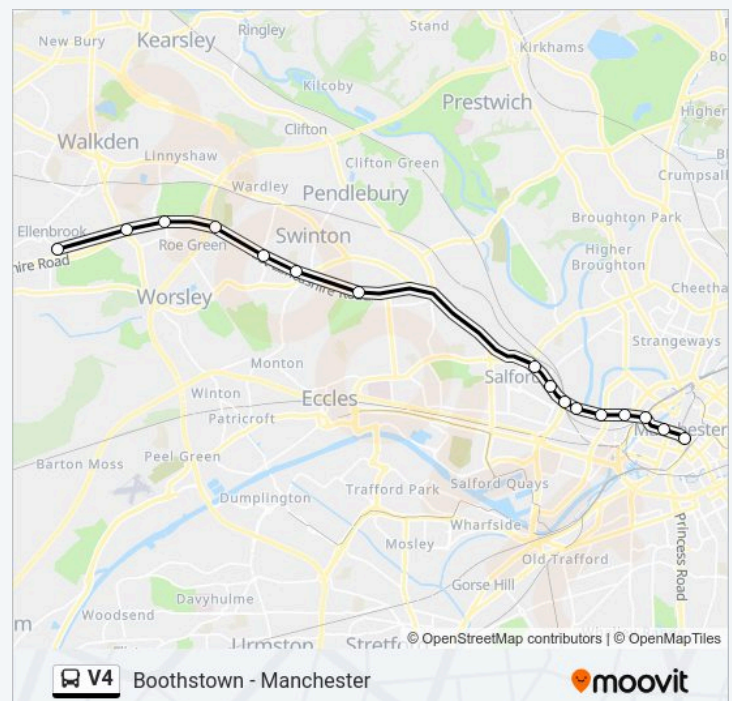 Ringley
Stand
New Bury
Kearsley
Kirkhams
Kilcoby
Prestwich
Higher
Clifton
Walkden
Linnyshaw
Clifton Green
Wardley
Crumpsall
Pendlebury
Ellenbrook
Swinton
Broughton Park
Roe Green
Higher
Broughton
hire Road
Worsley
Cheetha
Strangeways
Monton
Salford
Winton
Eccles
Patricroft
Manchester
Peel Green
Barton Moss
Trafford Park
Salford Quays
Dumplington
Wharfside
Mosley
Old Trafford
Princess Road
Gorse Hill
Davyhulme
Woodsend
m
Urmston
Stretfo
© OpenStreetMap contributors | © OpenMapTiles
V4 Boothstown - Manchester
moovit